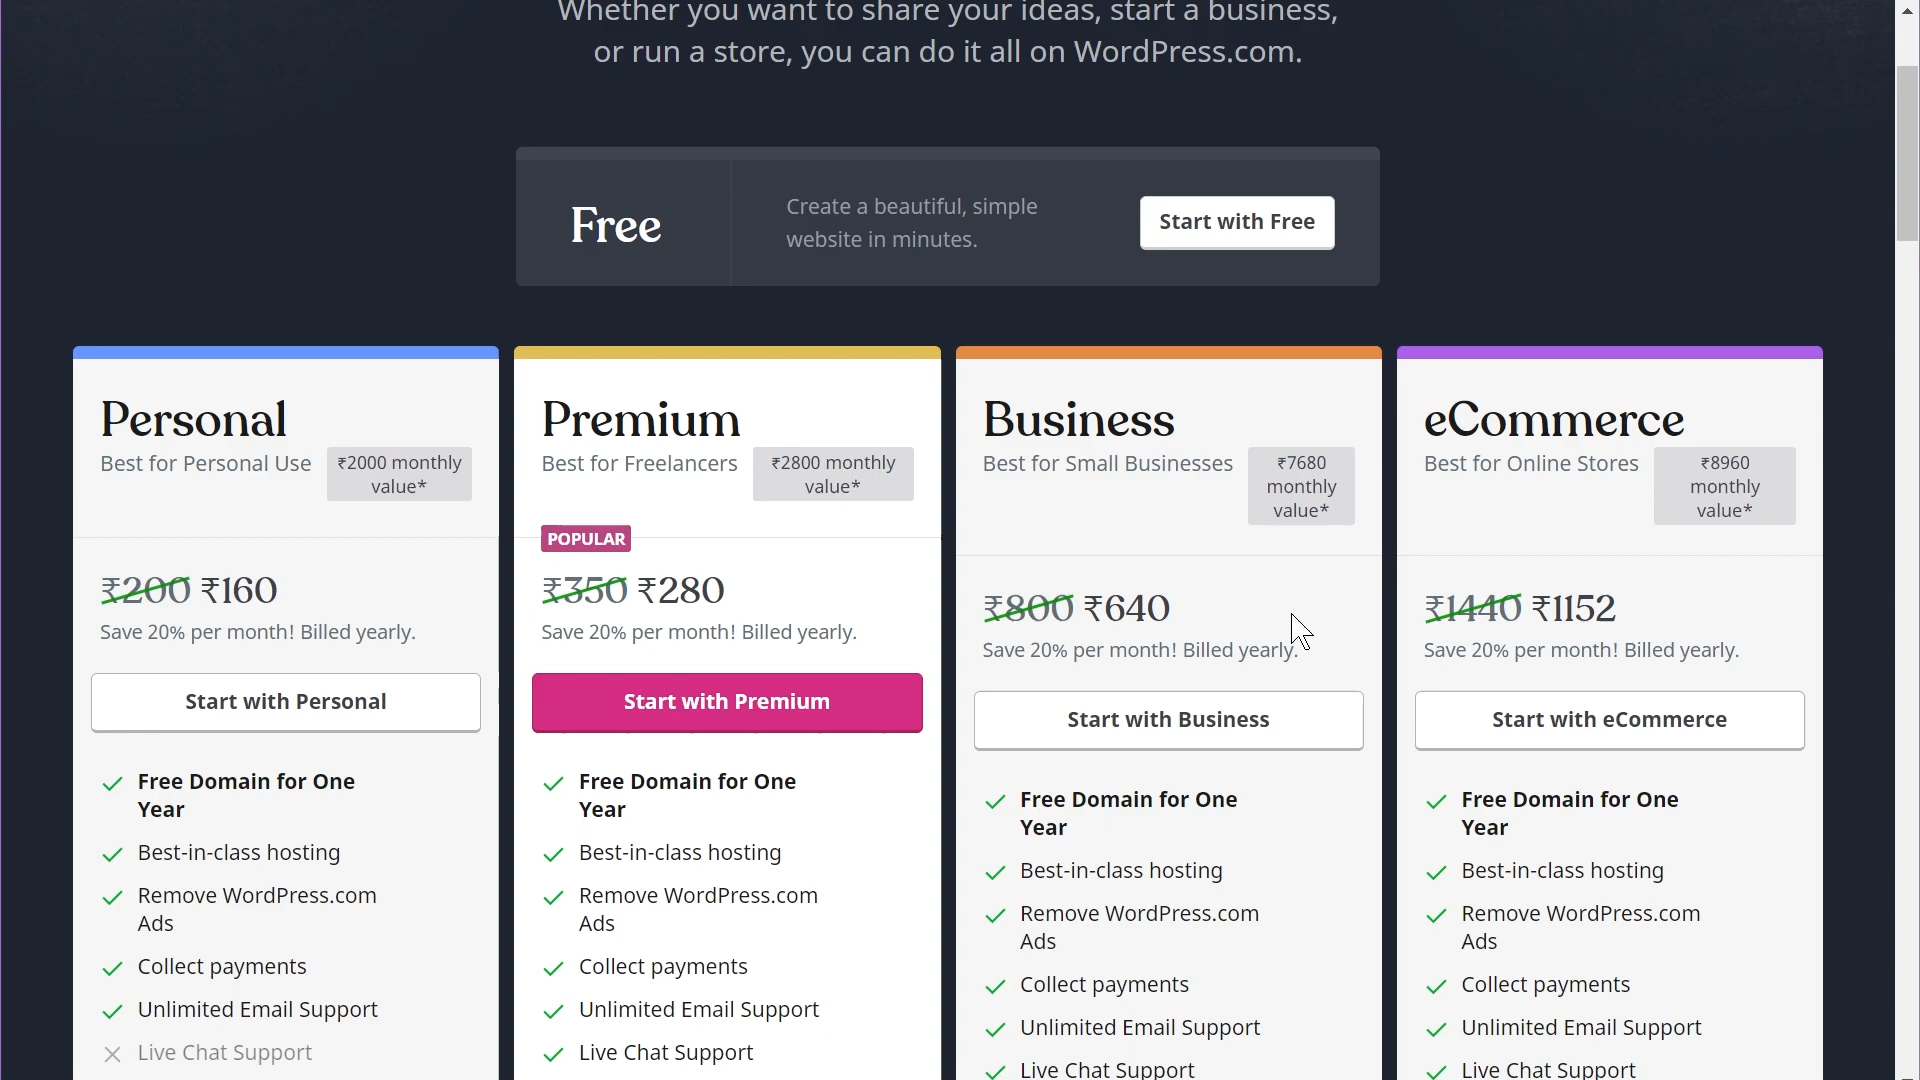 Whether you want to share your ideas, start a business,
or run a store, you can do it all on WordPress.com.
Free
Create a beautiful, simple
website in minutes.
Start with Free
Personal
Best for Personal Use
₹2000 monthly
value*
₹200 ₹160
Save 20% per month! Billed yearly.
Start with Personal
Free Domain for One
Year
Best-in-class hosting
Remove WordPress.com
Ads
Collect payments
Unlimited Email Support
Live Chat Support
Premium
Best for Freelancers
₹2800 monthly
value*
POPULAR
₹350 ₹280
Save 20% per month! Billed yearly.
Start with Premium
Free Domain for One
Year
Best-in-class hosting
Remove WordPress.com
Ads
Collect payments
Unlimited Email Support
Live Chat Support
Business
Best for Small Businesses
₹7680
monthly
value*
₹800 ₹640
Save 20% per month! Billed yearly.
Start with Business
Free Domain for One
Year
Best-in-class hosting
Remove WordPress.com
Ads
Collect payments
Unlimited Email Support
Live Chat Support
eCommerce
Best for Online Stores
₹8960
monthly
value*
₹1440 ₹1152
Save 20% per month! Billed yearly.
Start with eCommerce
Free Domain for One
Year
Best-in-class hosting
Remove WordPress.com
Ads
Collect payments
Unlimited Email Support
Live Chat Support